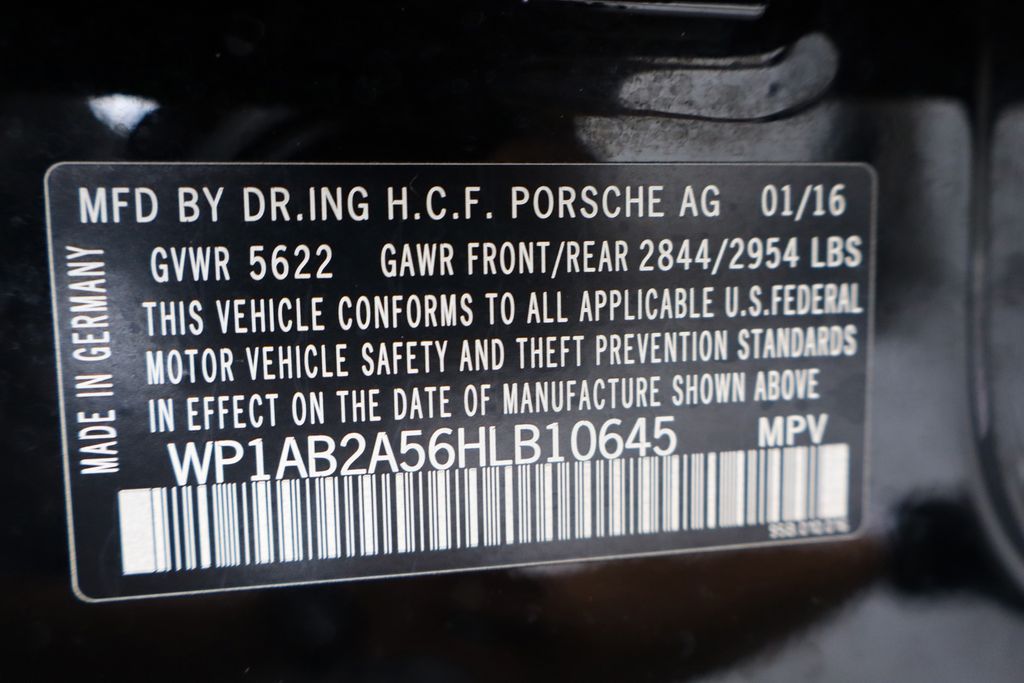 MFD BY DR.ING H.C.F. PORSCHE AG 01/16
GVWR 5622 GAWR FRONT/REAR 2844/2954 LBS
THIS VEHICLE CONFORMS TO ALL APPLICABLE U.S.FEDERAL
MOTOR VEHICLE SAFETY AND THEFT PREVENTION STANDARDS
IN EFFECT ON THE DATE OF MANUFACTURE SHOWN ABOVE
WP1AB2A56HLB10645 MPV
MADE IN GERMANY